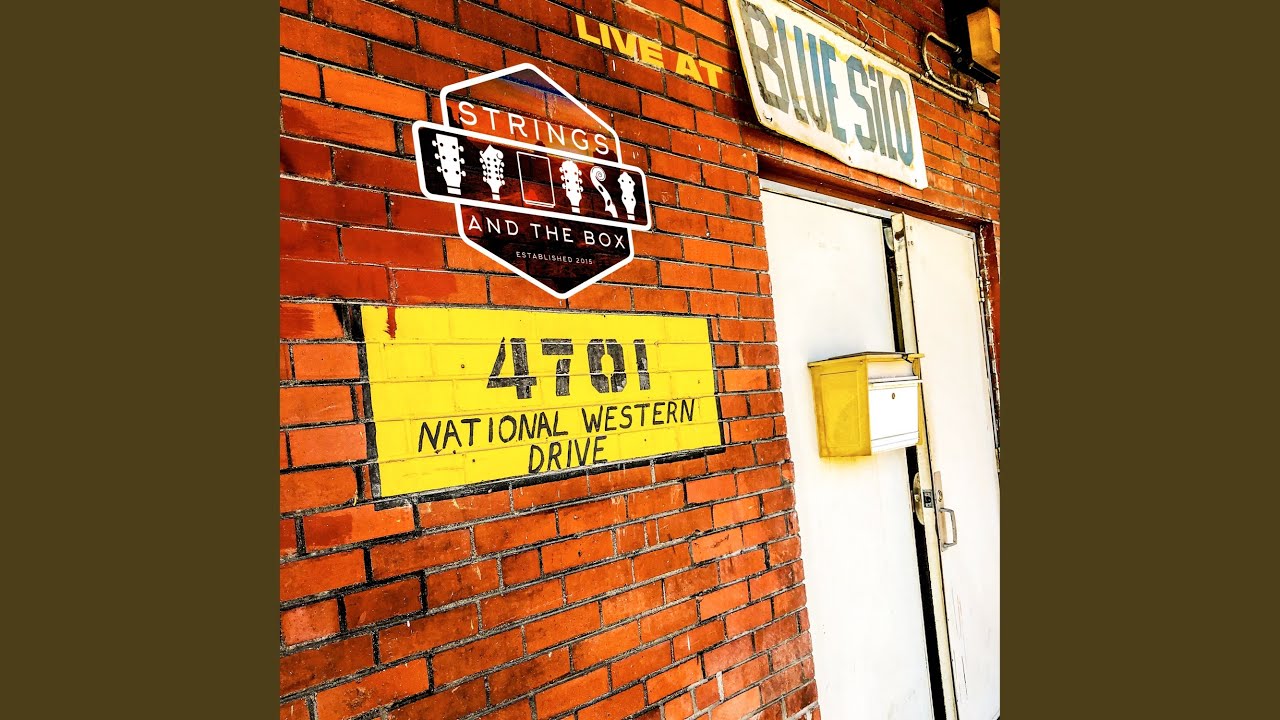 LIVE AT
BLUE SiLO
STRINGS
AND THE BOX
ESTABLISHED 2015
4701
NATIONAL WESTERN
DRIVE